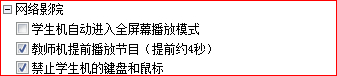 网络影院
学生机自动进入全屏幕播放模式
教师机提前播放节目(提前约4秒)
禁止学生机的键盘和鼠标